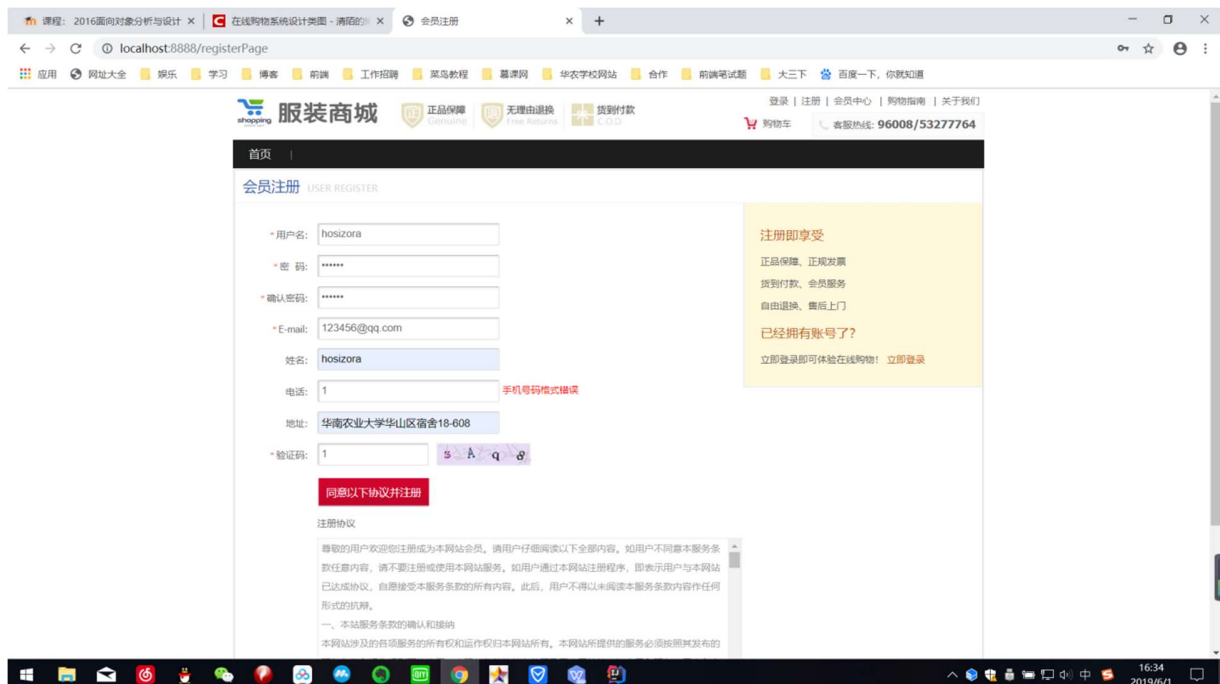 课程：2016面向对象分析与设计
在线购物系统设计类图 - 清陌的
会员注册
localhost:8888/registerPage
应用 网址大全 娱乐 学习 博客 前端 工作招聘 菜鸟教程 慕课网 华农学校网站 合作 前端笔试题 大三下 百度一下，你就知道
shopping 服装商城
正品保障 Genuine
无理由退换 Free Returns
货到付款 C.O.D
登录 | 注册 | 会员中心 | 购物指南 | 关于我们
购物车
客服热线: 96008/53277764
首页 |
会员注册 USER REGISTER
*用户名: hosizora
*密 码: ••••••
*确认密码: ••••••
*E-mail: 123456@qq.com
姓名: hosizora
电话: 1 手机号码格式错误
地址: 华南农业大学华山区宿舍18-608
*验证码: 1 s A q 8
同意以下协议并注册
注册协议
尊敬的用户欢迎您注册成为本网站会员。请用户仔细阅读以下全部内容。如用户不同意本服务条
款任意内容，请不要注册或使用本网站服务。如用户通过本网站注册程序，即表示用户与本网站
已达成协议，自愿接受本服务条款的所有内容。此后，用户不得以未阅读本服务条款内容作任何
形式的抗辩。
一、本站服务条款的确认和接纳
本网站涉及的各项服务的所有权和运作权归本网站所有。本网站所提供的服务必须按照其发布的
注册即享受
正品保障、正规发票
货到付款、会员服务
自由退换、售后上门
已经拥有账号了?
立即登录即可体验在线购物! 立即登录
中
16:34
2019/6/1